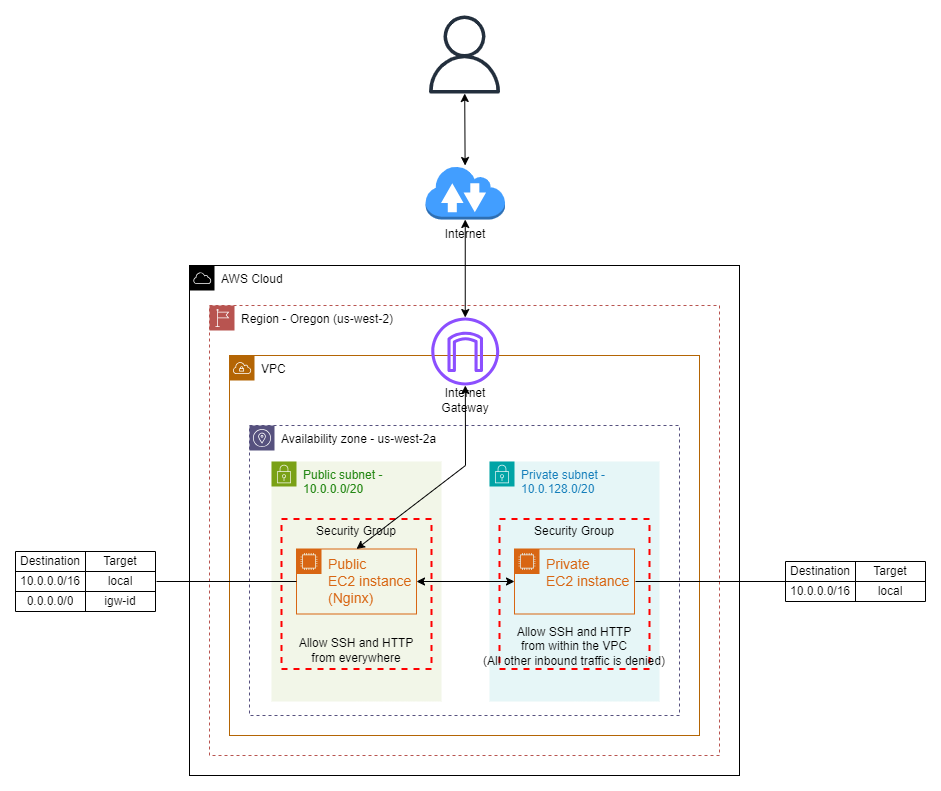 Internet
AWS Cloud
Region - Oregon (us-west-2)
VPC
Internet
Gateway
Availability zone - us-west-2a
Public subnet -
10.0.0.0/20
Private subnet -
10.0.128.0/20
Security Group
Security Group
Public
EC2 instance
(Nginx)
Private
EC2 instance
Allow SSH and HTTP
from everywhere
Allow SSH and HTTP
from within the VPC
(All other inbound traffic is denied)
Destination Target
10.0.0.0/16 local
0.0.0.0/0 igw-id
Destination Target
10.0.0.0/16 local